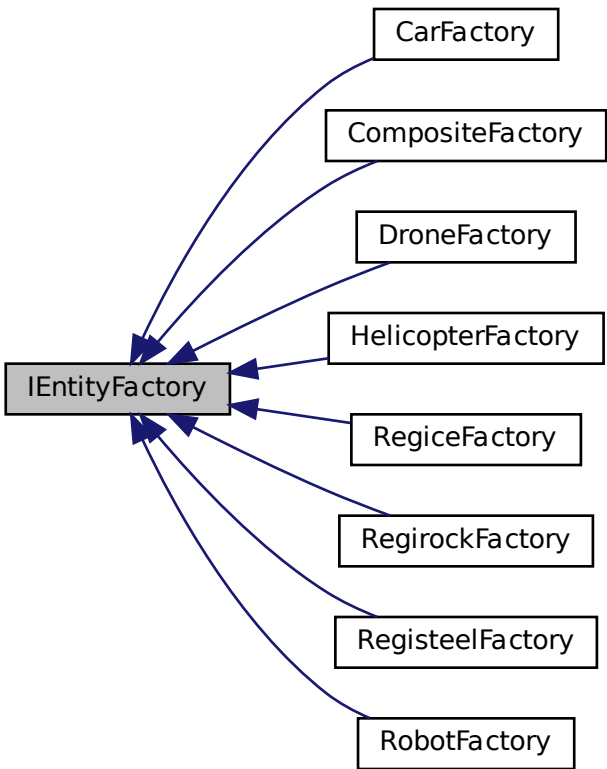 CarFactory
CompositeFactory
DroneFactory
HelicopterFactory
IEntityFactory
RegiceFactory
RegirockFactory
RegisteelFactory
RobotFactory